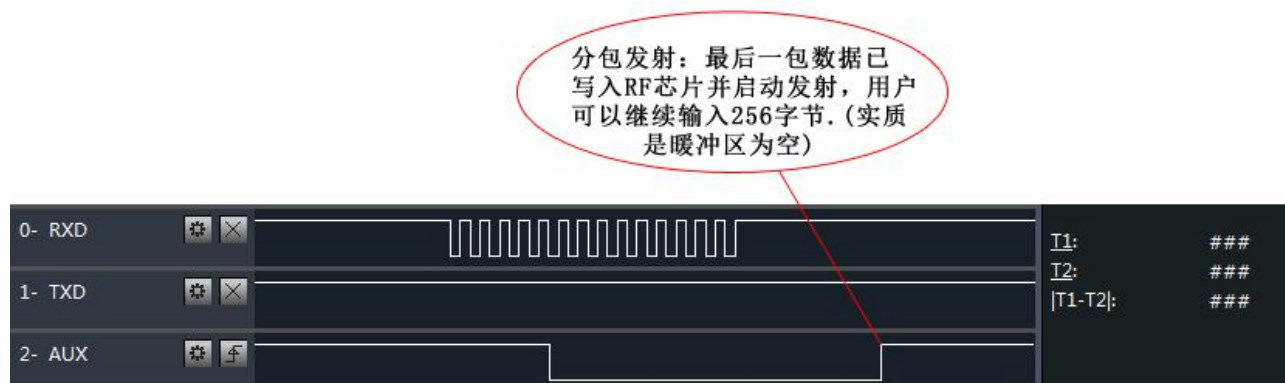 分包发射：最后一包数据已
写入RF芯片并启动发射，用户
可以继续输入256字节.(实质
是暖冲区为空)
0- RXD
T1: ###
1- TXD
T2: ###
|T1-T2|: ###
2- AUX